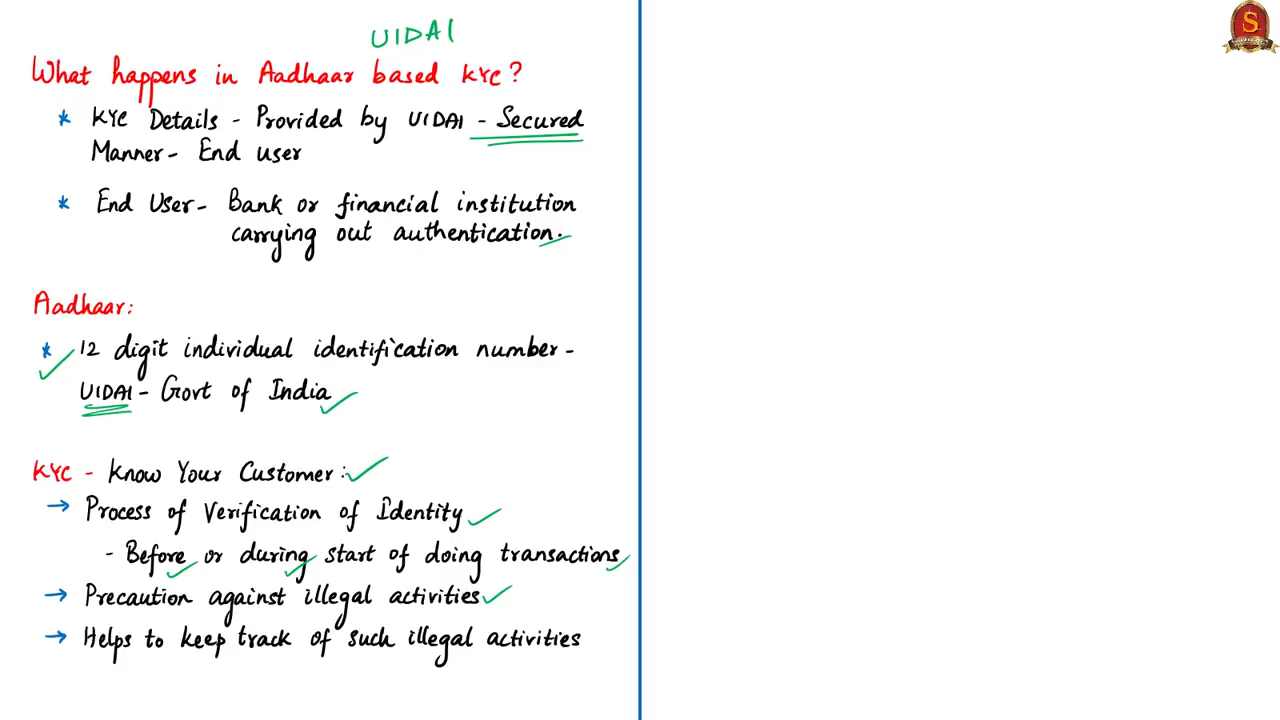 UIDAI
What happens in Aadhaar based KYC?
* KYC Details - Provided by UIDAI - Secured
Manner - End user
* End User - Bank or financial institution
carrying out authentication.
Aadhaar:
* 12 digit individual identification number -
UIDAI - Govt of India
KYC - Know Your Customer:
→ Process of Verification of Identity
- Before or during start of doing transactions
→ Precaution against illegal activities
→ Helps to keep track of such illegal activities
S